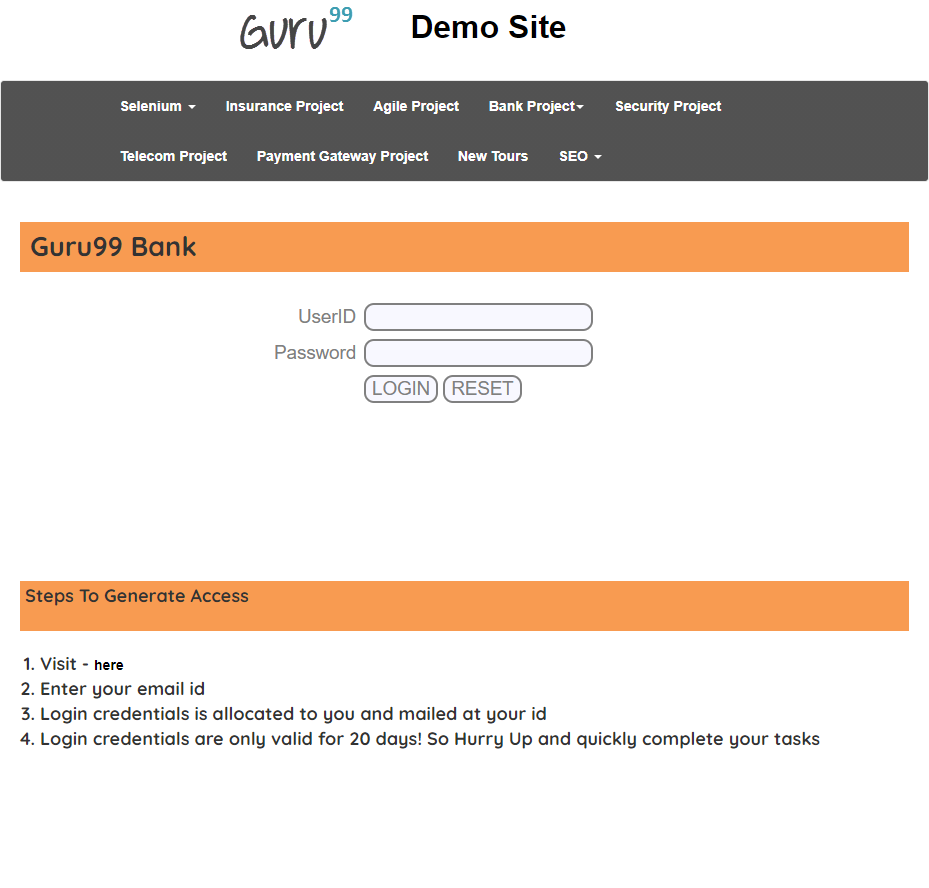 Guru99 Demo Site
Selenium Insurance Project Agile Project Bank Project Security Project
Telecom Project Payment Gateway Project New Tours SEO
Guru99 Bank
UserID
Password
LOGIN RESET
Steps To Generate Access
1. Visit - here
2. Enter your email id
3. Login credentials is allocated to you and mailed at your id
4. Login credentials are only valid for 20 days! So Hurry Up and quickly complete your tasks